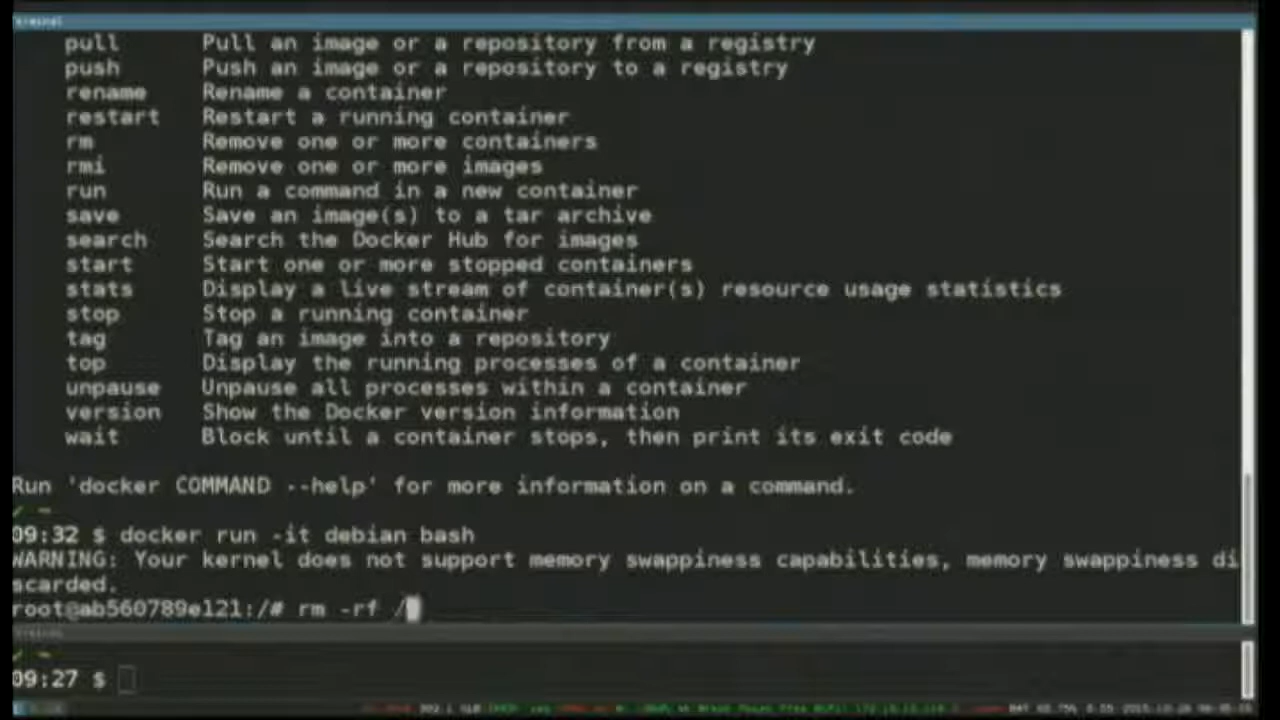 pull Pull an image or a repository from a registry
push Push an image or a repository to a registry
rename Rename a container
restart Restart a running container
rm Remove one or more containers
rmi Remove one or more images
run Run a command in a new container
save Save an image(s) to a tar archive
search Search the Docker Hub for images
start Start one or more stopped containers
stats Display a live stream of container(s) resource usage statistics
stop Stop a running container
tag Tag an image into a repository
top Display the running processes of a container
unpause Unpause all processes within a container
version Show the Docker version information
wait Block until a container stops, then print its exit code
Run 'docker COMMAND --help' for more information on a command.
09:32 $ docker run -it debian bash
WARNING: Your kernel does not support memory swappiness capabilities, memory swappiness di
scarded.
root@ab560789e121:/# rm -rf /
09:27 $